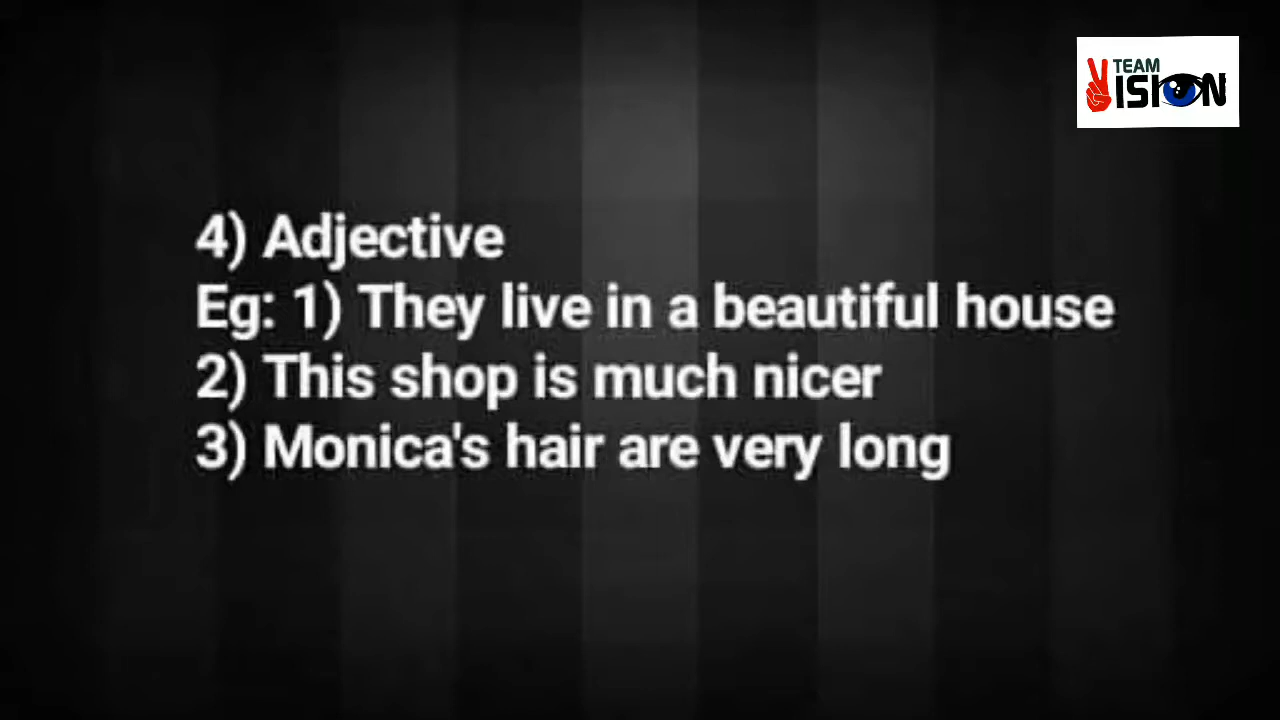 TEAM
VISION
4) Adjective
Eg: 1) They live in a beautiful house
2) This shop is much nicer
3) Monica's hair are very long